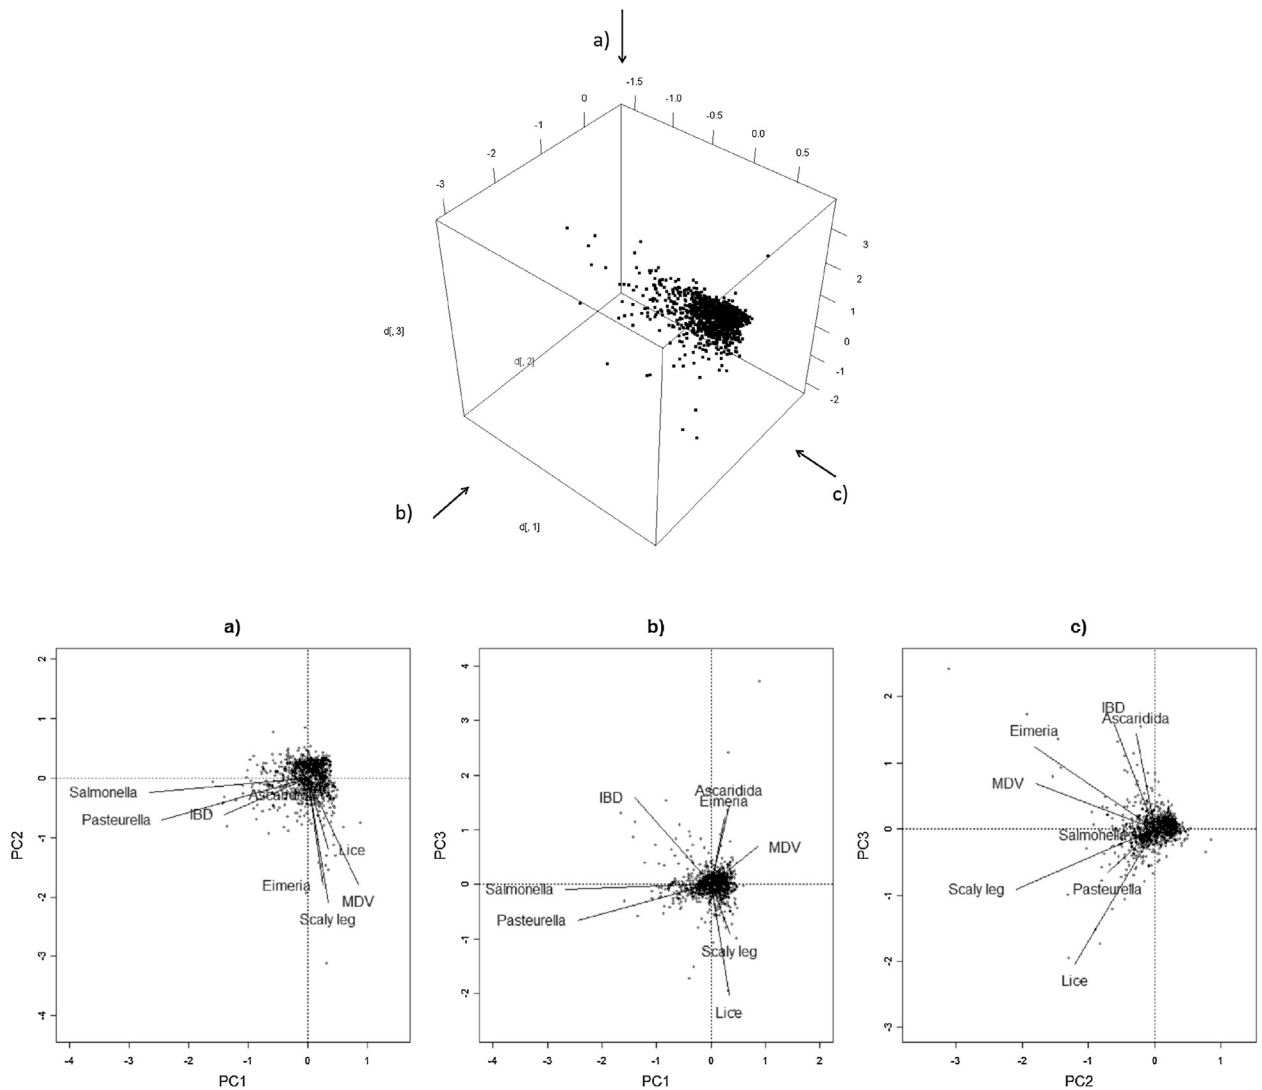 a)
-1.5
0
-1.0
-0.5
-1
0.0
-2
0.5
-3
3
2
1
0
-1
-2
d[, 3]
d[, 2]
c)
b)
d[, 1]
a)
b)
c)
2
1
0
-1
-2
-3
-4
PC2
Salmonella
Pasteurella
IBD
Ascaridida
Lice
Eimeria
MDV
Scaly leg
-4 -3 -2 -1 0 1
PC1
4
3
2
1
0
-1
-2
PC3
IBD
Ascaridida
Eimeria
MDV
Salmonella
Pasteurella
Scaly leg
Lice
-4 -3 -2 -1 0 1 2
PC1
2
1
0
-1
-2
-3
PC3
IBD
Ascaridida
Eimeria
MDV
Salmonella
Scaly leg
Pasteurella
Lice
-3 -2 -1 0 1
PC2